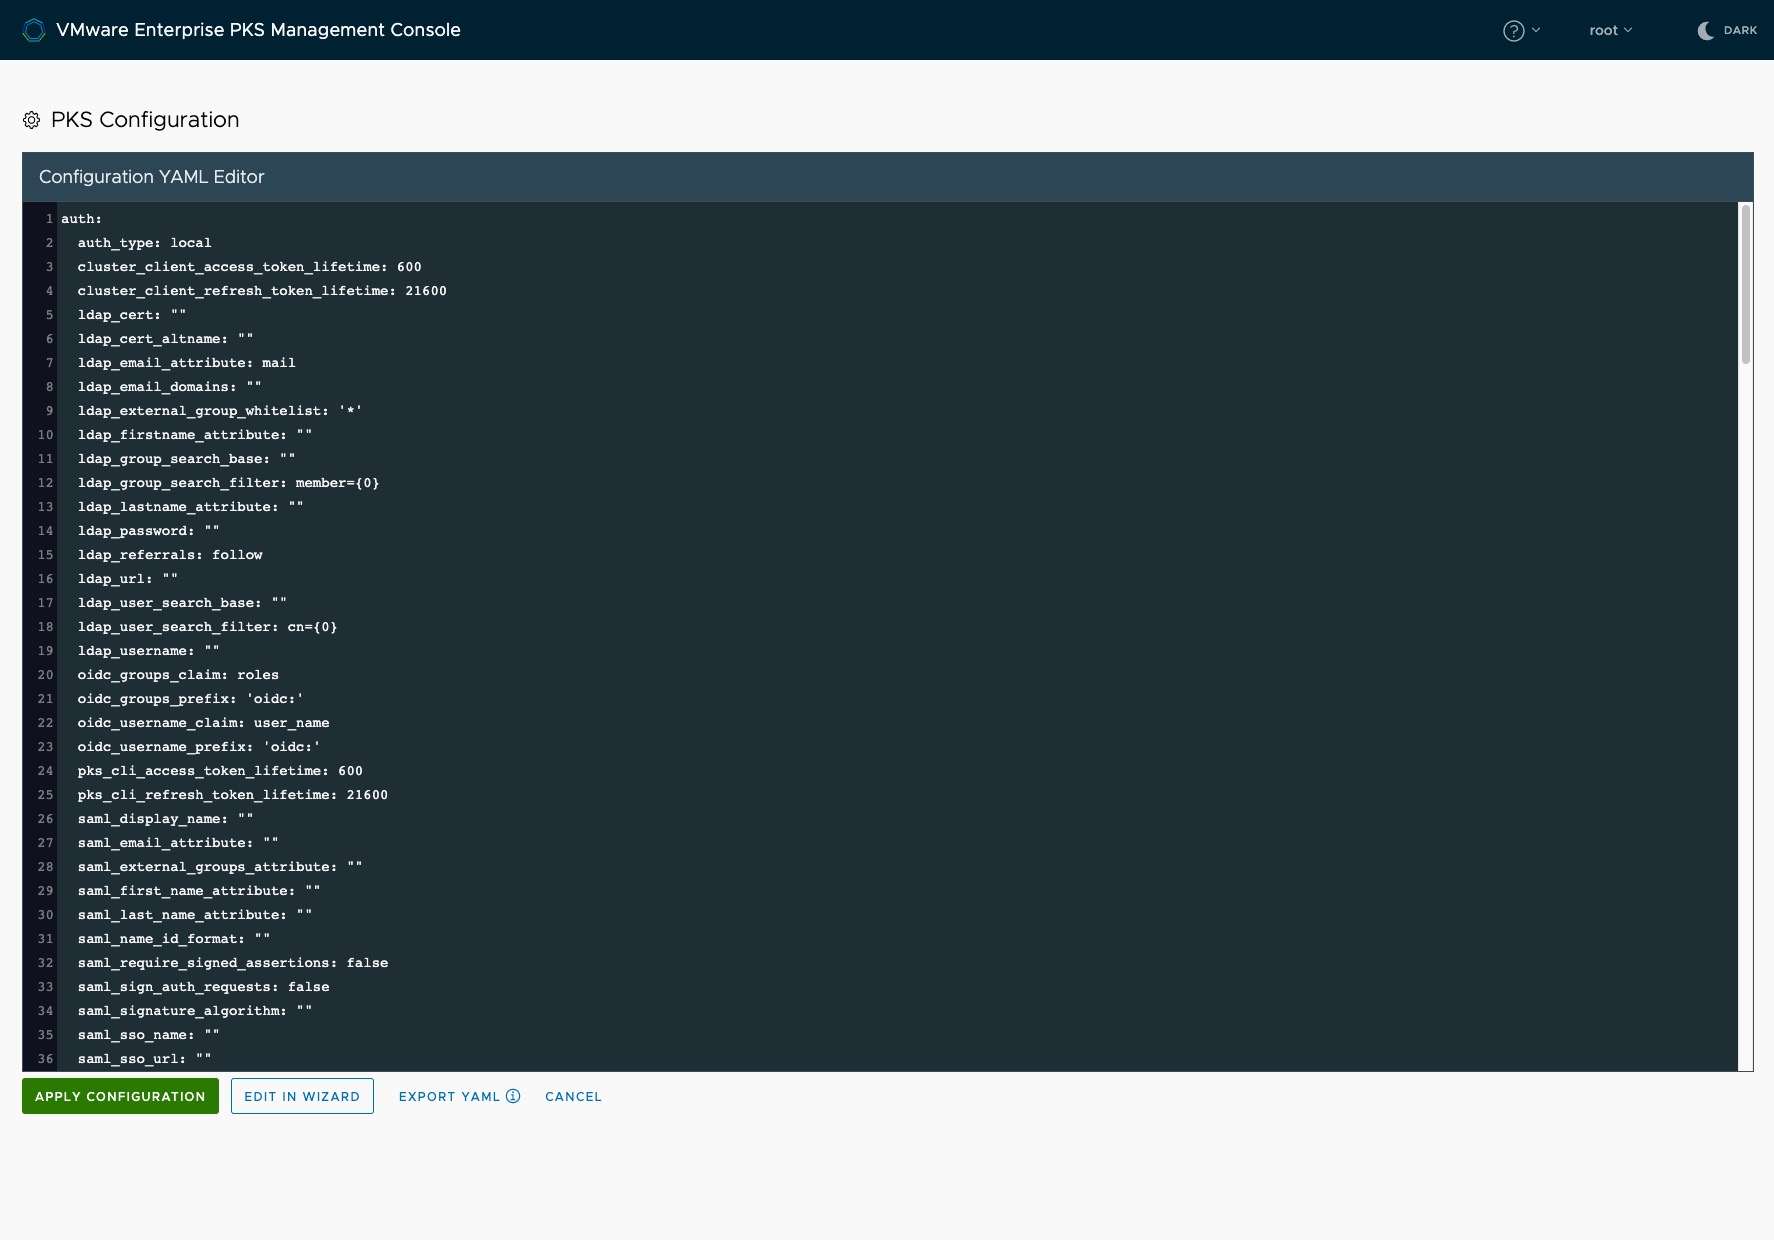 VMware Enterprise PKS Management Console
? root DARK
PKS Configuration
Configuration YAML Editor
1 auth:
2   auth_type: local
3   cluster_client_access_token_lifetime: 600
4   cluster_client_refresh_token_lifetime: 21600
5   ldap_cert: ""
6   ldap_cert_altname: ""
7   ldap_email_attribute: mail
8   ldap_email_domains: ""
9   ldap_external_group_whitelist: '*'
10   ldap_firstname_attribute: ""
11   ldap_group_search_base: ""
12   ldap_group_search_filter: member={0}
13   ldap_lastname_attribute: ""
14   ldap_password: ""
15   ldap_referrals: follow
16   ldap_url: ""
17   ldap_user_search_base: ""
18   ldap_user_search_filter: cn={0}
19   ldap_username: ""
20   oidc_groups_claim: roles
21   oidc_groups_prefix: 'oidc:'
22   oidc_username_claim: user_name
23   oidc_username_prefix: 'oidc:'
24   pks_cli_access_token_lifetime: 600
25   pks_cli_refresh_token_lifetime: 21600
26   saml_display_name: ""
27   saml_email_attribute: ""
28   saml_external_groups_attribute: ""
29   saml_first_name_attribute: ""
30   saml_last_name_attribute: ""
31   saml_name_id_format: ""
32   saml_require_signed_assertions: false
33   saml_sign_auth_requests: false
34   saml_signature_algorithm: ""
35   saml_sso_name: ""
36   saml_sso_url: ""
APPLY CONFIGURATION EDIT IN WIZARD EXPORT YAML CANCEL